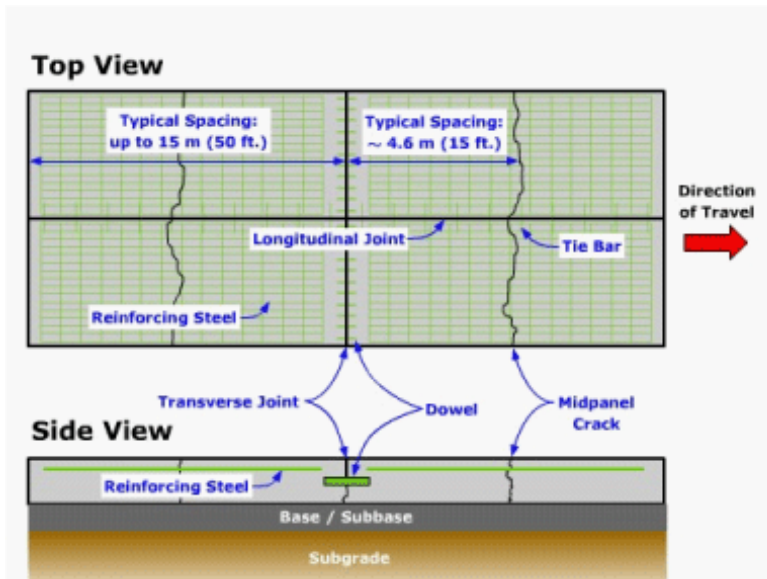 Top View
Typical Spacing:
up to 15 m (50 ft.)
Typical Spacing:
~ 4.6 m (15 ft.)
Direction
of Travel
Longitudinal Joint
Tie Bar
Reinforcing Steel
Transverse Joint
Dowel
Midpanel
Crack
Side View
Reinforcing Steel
Base / Subbase
Subgrade